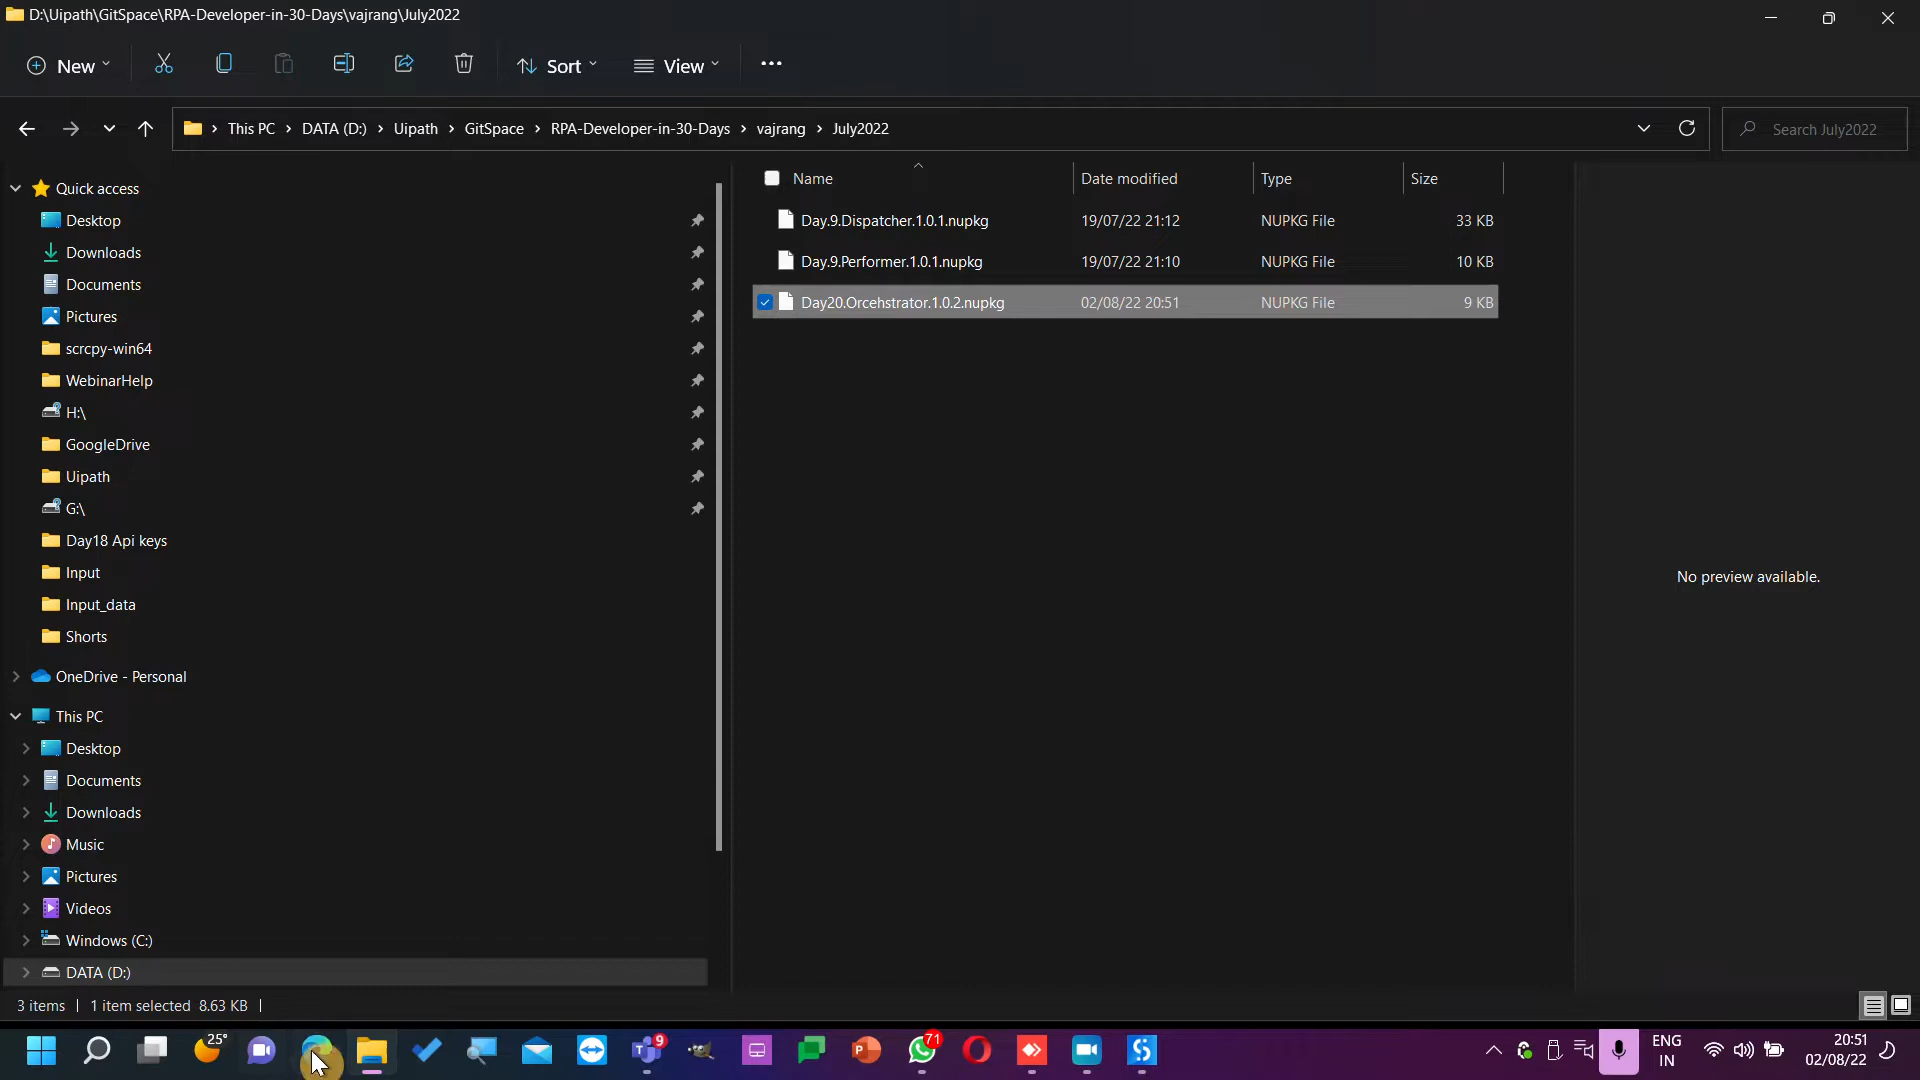 D:\Uipath\GitSpace\RPA-Developer-in-30-Days\vajrang\July2022
New
Sort
View
This PC
DATA (D:)
Uipath
GitSpace
RPA-Developer-in-30-Days
vajrang
July2022
Search July2022
Name
Date modified
Type
Size
Day.9.Dispatcher.1.0.1.nupkg 19/07/22 21:12 NUPKG File 33 KB
Day.9.Performer.1.0.1.nupkg 19/07/22 21:10 NUPKG File 10 KB
Day20.Orcehstrator.1.0.2.nupkg 02/08/22 20:51 NUPKG File 9 KB
Quick access
Desktop
Downloads
Documents
Pictures
scrcpy-win64
WebinarHelp
H:\
GoogleDrive
Uipath
G:\
Day18 Api keys
Input
Input_data
Shorts
OneDrive - Personal
This PC
Desktop
Documents
Downloads
Music
Pictures
Videos
Windows (C:)
DATA (D:)
No preview available.
3 items
1 item selected 8.63 KB
25°
9
71
ENG
IN
20:51
02/08/22